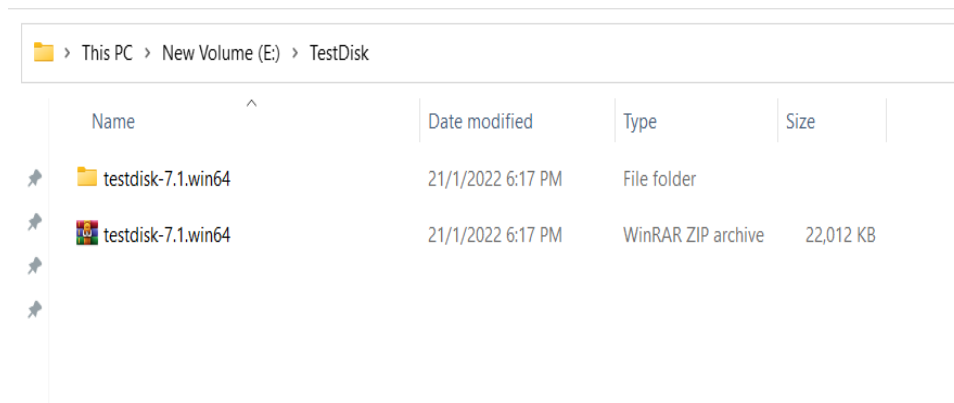 This PC > New Volume (E:) > TestDisk
Name Date modified Type Size
testdisk-7.1.win64 21/1/2022 6:17 PM File folder
testdisk-7.1.win64 21/1/2022 6:17 PM WinRAR ZIP archive 22,012 KB